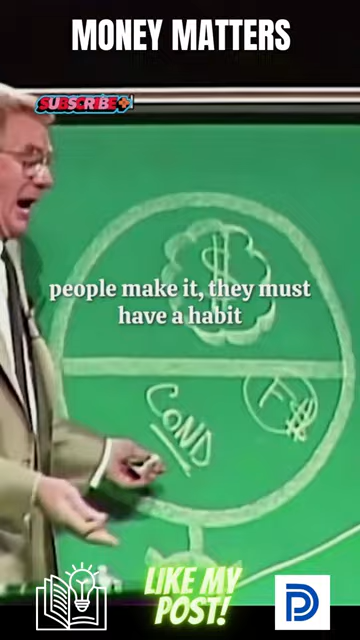 MONEY MATTERS
SUBSCRIBE
people make it, they must
have a habit
$
COND
F$
LIKE MY
POST!